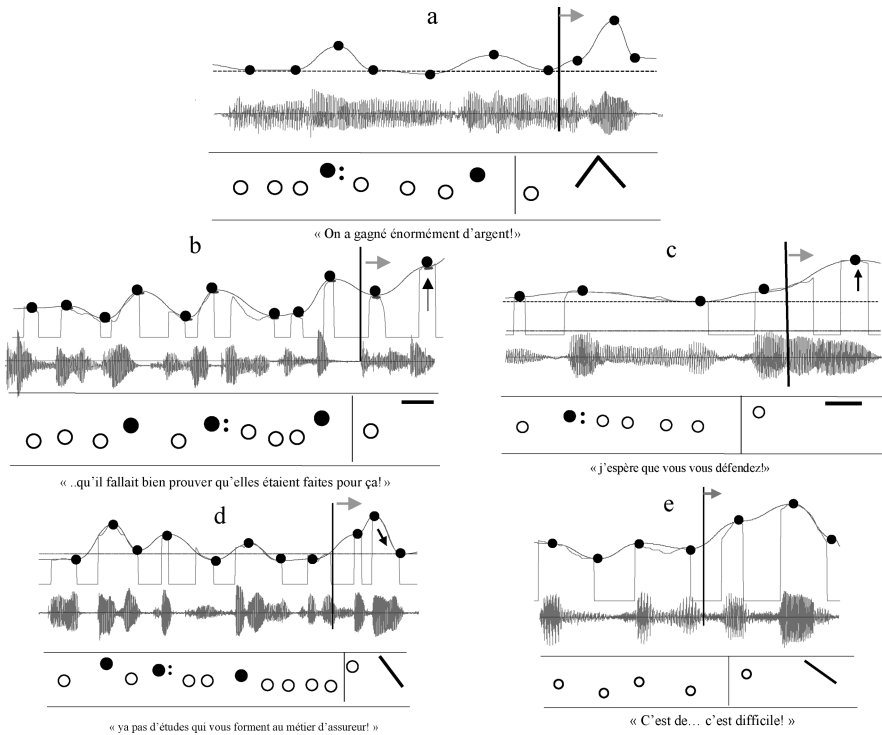 a
« On a gagné énormément d’argent!»
b
« ..qu’il fallait bien prouver qu’elles étaient faites pour ça! »
c
« j’espère que vous vous défendez!»
d
« ya pas d’études qui vous forment au métier d’assureur! »
e
« C’est de… c’est difficile! »